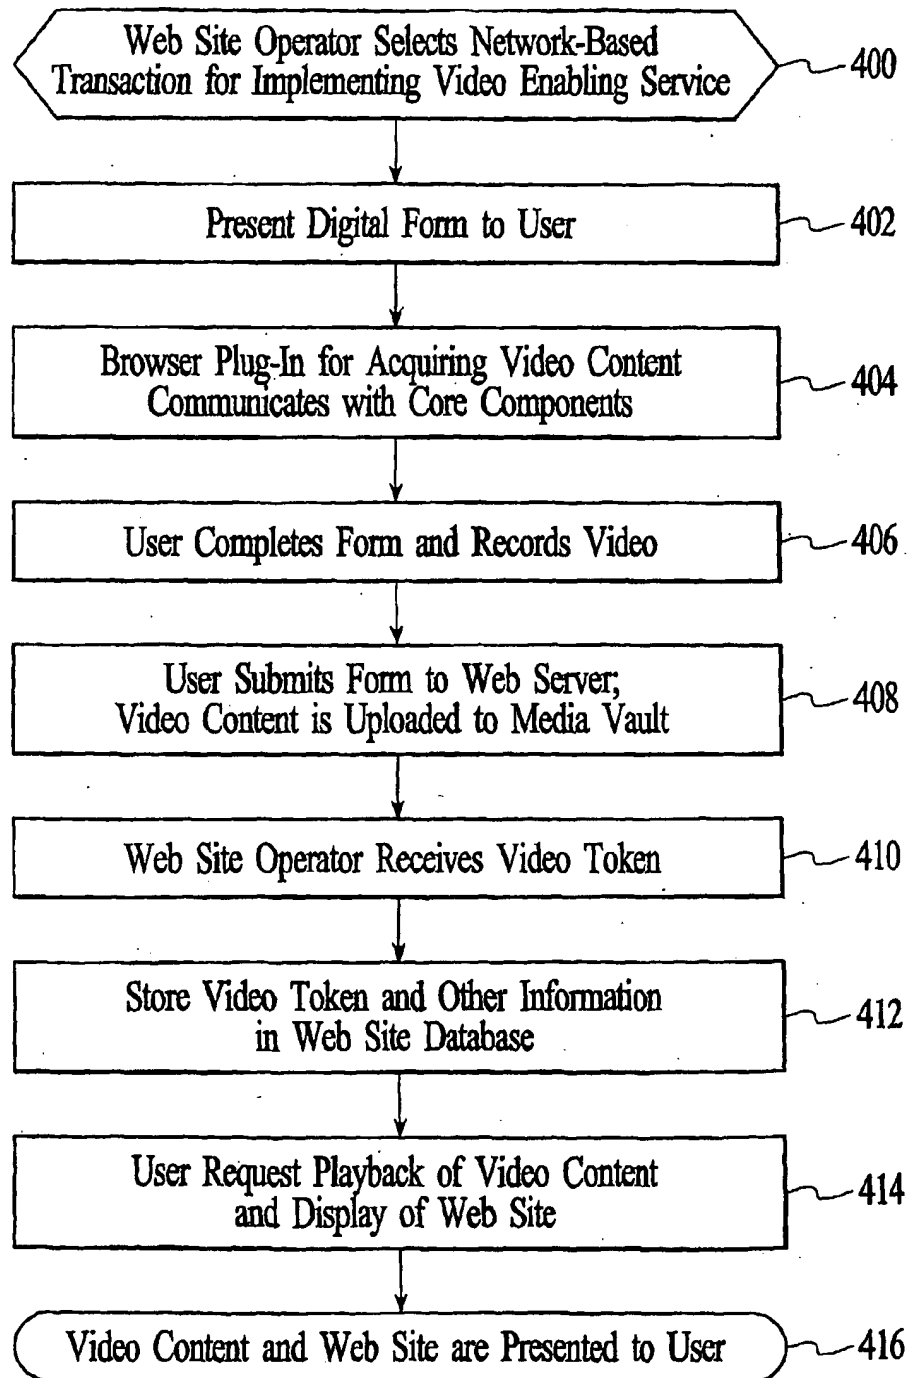 Web Site Operator Selects Network-Based
Transaction for Implementing Video Enabling Service
400
Present Digital Form to User
402
Browser Plug-In for Acquiring Video Content
Communicates with Core Components
404
User Completes Form and Records Video
406
User Submits Form to Web Server;
Video Content is Uploaded to Media Vault
408
Web Site Operator Receives Video Token
410
Store Video Token and Other Information
in Web Site Database
412
User Request Playback of Video Content
and Display of Web Site
414
Video Content and Web Site are Presented to User
416